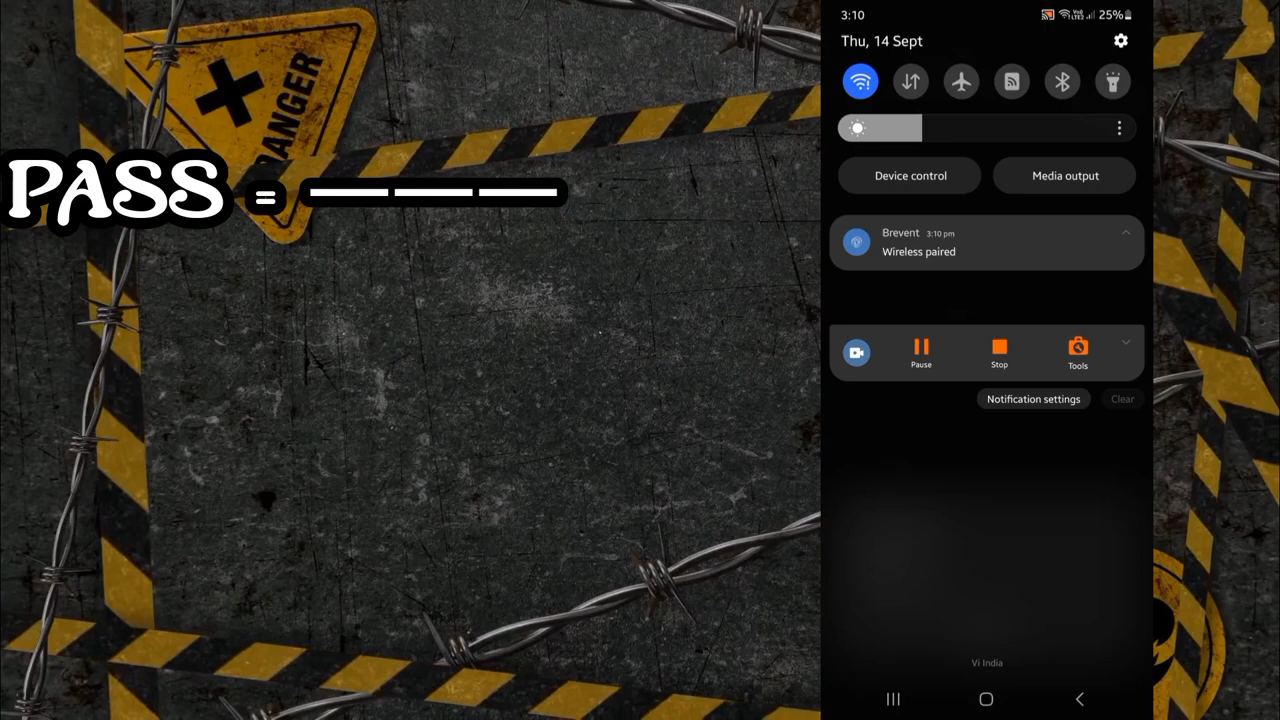 DANGER
PASS = — — —
3:10
VoLTE2 25%
Thu, 14 Sept
Device control
Media output
Brevent 3:10 pm
Wireless paired
Pause
Stop
Tools
Notification settings
Clear
Vi India